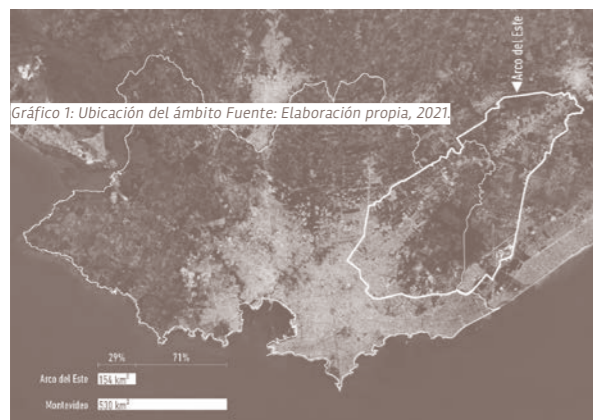 Arco del Este
Gráfico 1: Ubicación del ámbito Fuente: Elaboración propia, 2021.
29% 71%
Arco del Este 154 km²
Montevideo 530 km²